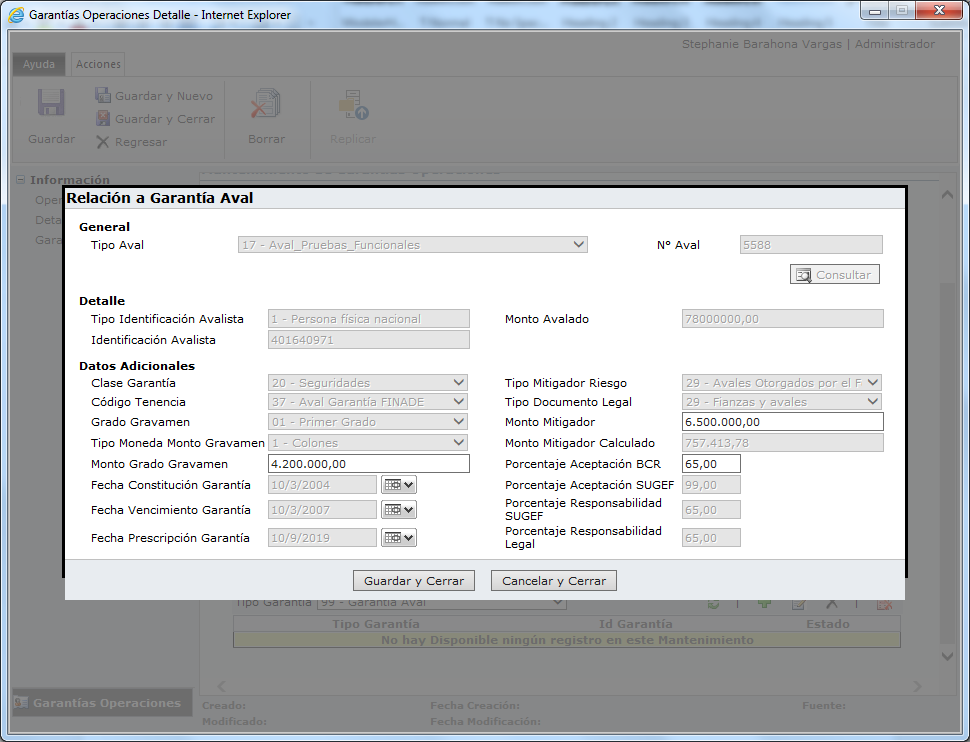 Garantías Operaciones Detalle - Internet Explorer
Stephanie Barahona Vargas | Administrador
Ayuda Acciones
Guardar
Guardar y Nuevo
Guardar y Cerrar
Regresar
Borrar
Replicar
Información
Relación a Garantía Aval
General
Tipo Aval 17 - Aval_Pruebas_Funcionales Nº Aval 5588
Consultar
Detalle
Tipo Identificación Avalista 1 - Persona física nacional Monto Avalado 78000000,00
Identificación Avalista 401640971
Datos Adicionales
Clase Garantía 20 - Seguridades Tipo Mitigador Riesgo 29 - Avales Otorgados por el F
Código Tenencia 37 - Aval Garantía FINADE Tipo Documento Legal 29 - Fianzas y avales
Grado Gravamen 01 - Primer Grado Monto Mitigador 6.500.000,00
Tipo Moneda Monto Gravamen 1 - Colones Monto Mitigador Calculado 757.413,78
Monto Grado Gravamen 4.200.000,00 Porcentaje Aceptación BCR 65,00
Fecha Constitución Garantía 10/3/2004 Porcentaje Aceptación SUGEF 99,00
Fecha Vencimiento Garantía 10/3/2007 Porcentaje Responsabilidad SUGEF 65,00
Fecha Prescripción Garantía 10/9/2019 Porcentaje Responsabilidad Legal 65,00
Guardar y Cerrar Cancelar y Cerrar
Tipo Garantía 99 - Garantía Aval
Tipo Garantía Id Garantía Estado
No hay Disponible ningún registro en este Mantenimiento
Garantías Operaciones
Creado: Fecha Creación: Fuente:
Modificado: Fecha Modificación: